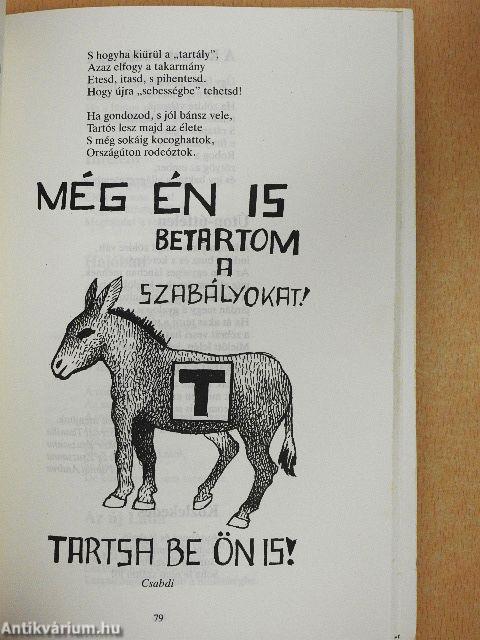 S hogyha kiürül a „tartály”,
Azaz elfogy a takarmány
Etesd, itasd, s pihentesd.
Hogy újra „sebességbe” tehetsd!
Ha gondozod, s jól bánsz vele,
Tartós lesz majd az élete
S még sokáig kocoghattok,
Országúton rodeóztok.
MÉG ÉN IS
BETARTOM
A
SZABÁLYOKAT!
T
TARTSA BE ÖN IS!
Csabdi
79
Antikvárium.hu